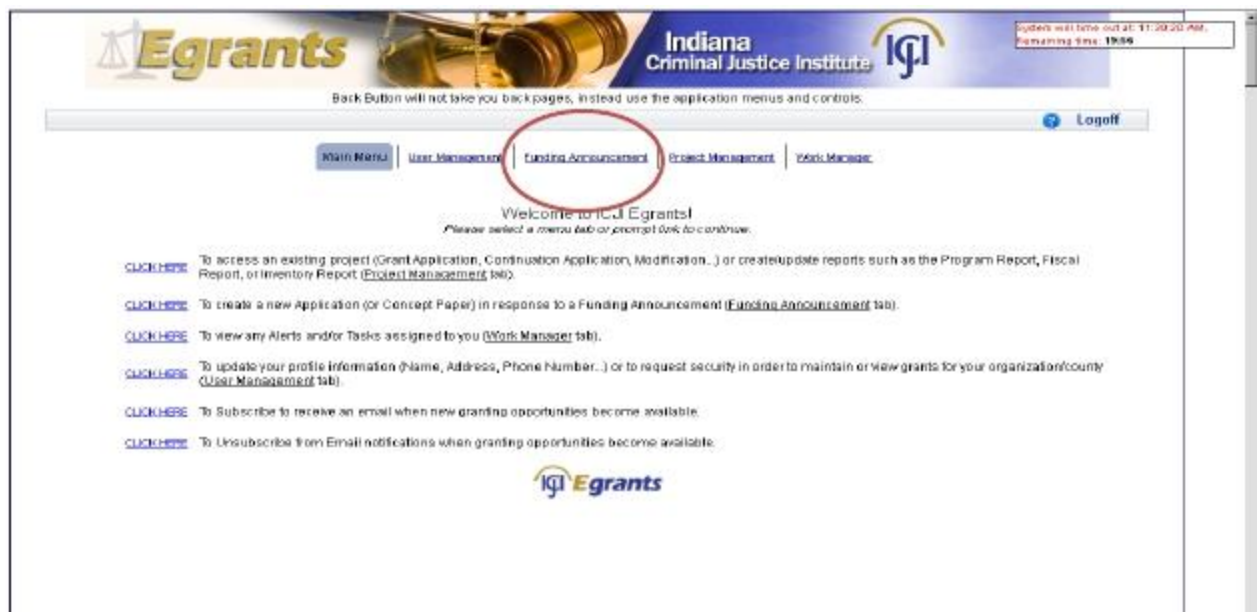 Egrants
Indiana
Criminal Justice Institute
ICJI
System will time out at: 11:30:20 AM,
Remaining time: 19:56
Back Button will not take you back pages, instead use the application menus and controls.
? Logoff
Main Menu User Management Funding Announcement Project Management Work Manager
Welcome to ICJI Egrants!
Please select a menu tab or prompt link to continue.
CLICK HERE To access an existing project (Grant Application, Continuation Application, Modification...) or create/update reports such as the Program Report, Fiscal
Report, or Inventory Report (Project Management tab).
CLICK HERE To create a new Application (or Concept Paper) in response to a Funding Announcement (Funding Announcement tab).
CLICK HERE To view any Alerts and/or Tasks assigned to you (Work Manager tab).
CLICK HERE To update your profile information (Name, Address, Phone Number...) or to request security in order to maintain or view grants for your organization/county
(User Management tab).
CLICK HERE To Subscribe to receive an email when new granting opportunities become available.
CLICK HERE To Unsubscribe from Email notifications when granting opportunities become available.
ICJI Egrants